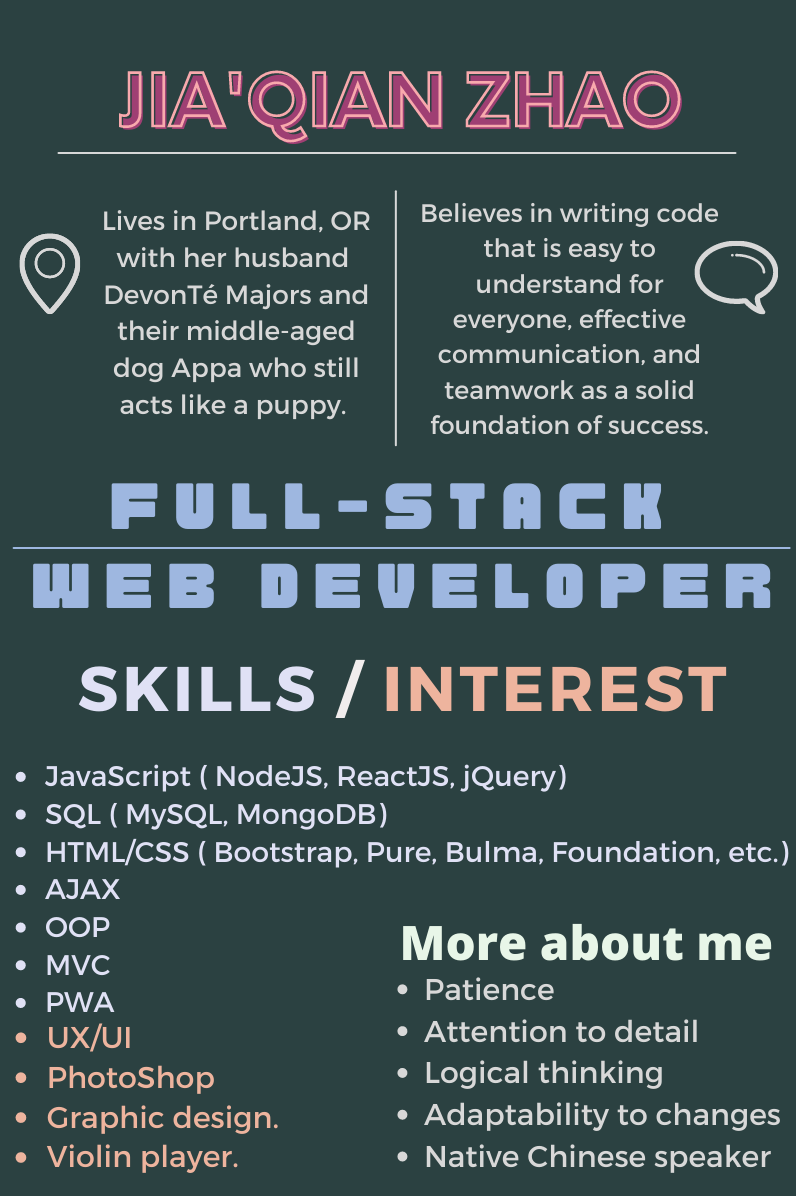 JIA'QIAN ZHAO
Lives in Portland, OR
with her husband
DevonTé Majors and
their middle-aged
dog Appa who still
acts like a puppy.
Believes in writing code
that is easy to
understand for
everyone, effective
communication, and
teamwork as a solid
foundation of success.
FULL-STACK
WEB DEVELOPER
SKILLS / INTEREST
JavaScript ( NodeJS, ReactJS, jQuery)
SQL ( MySQL, MongoDB)
HTML/CSS ( Bootstrap, Pure, Bulma, Foundation, etc.)
AJAX
OOP
MVC
PWA
UX/UI
PhotoShop
Graphic design.
Violin player.
More about me
Patience
Attention to detail
Logical thinking
Adaptability to changes
Native Chinese speaker